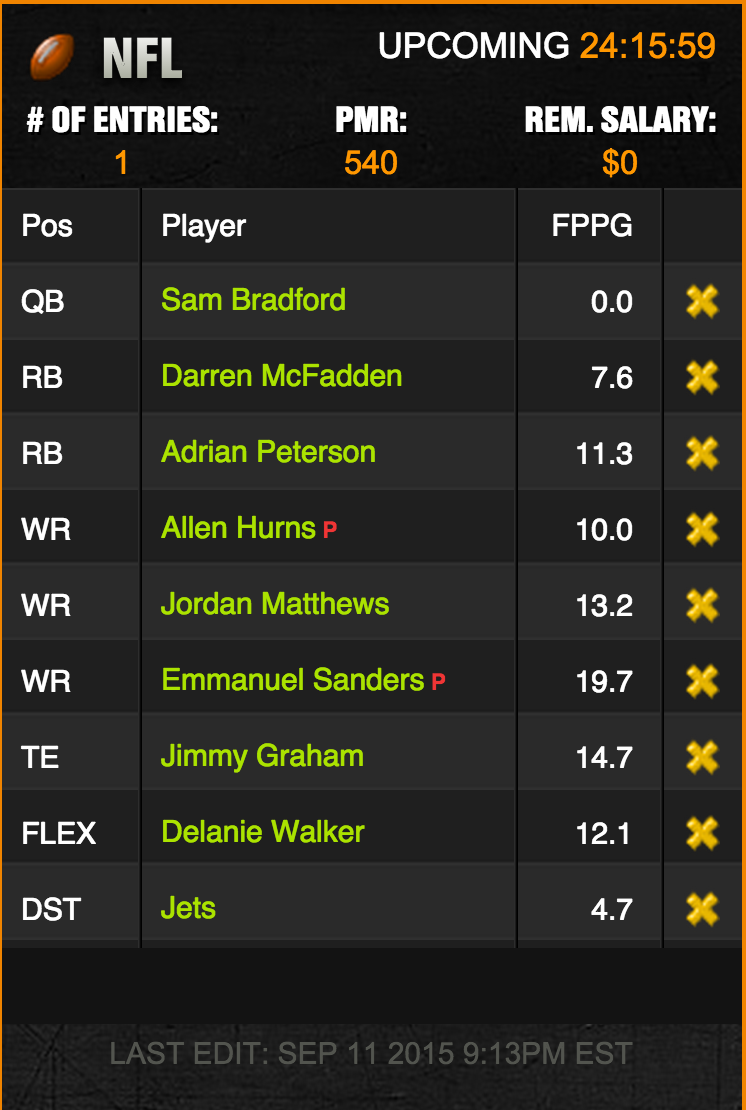 NFL
UPCOMING 24:15:59
# OF ENTRIES: PMR: REM. SALARY:
1 540 $0
Pos Player FPPG
QB Sam Bradford 0.0
RB Darren McFadden 7.6
RB Adrian Peterson 11.3
WR Allen Hurns P 10.0
WR Jordan Matthews 13.2
WR Emmanuel Sanders P 19.7
TE Jimmy Graham 14.7
FLEX Delanie Walker 12.1
DST Jets 4.7
LAST EDIT: SEP 11 2015 9:13PM EST